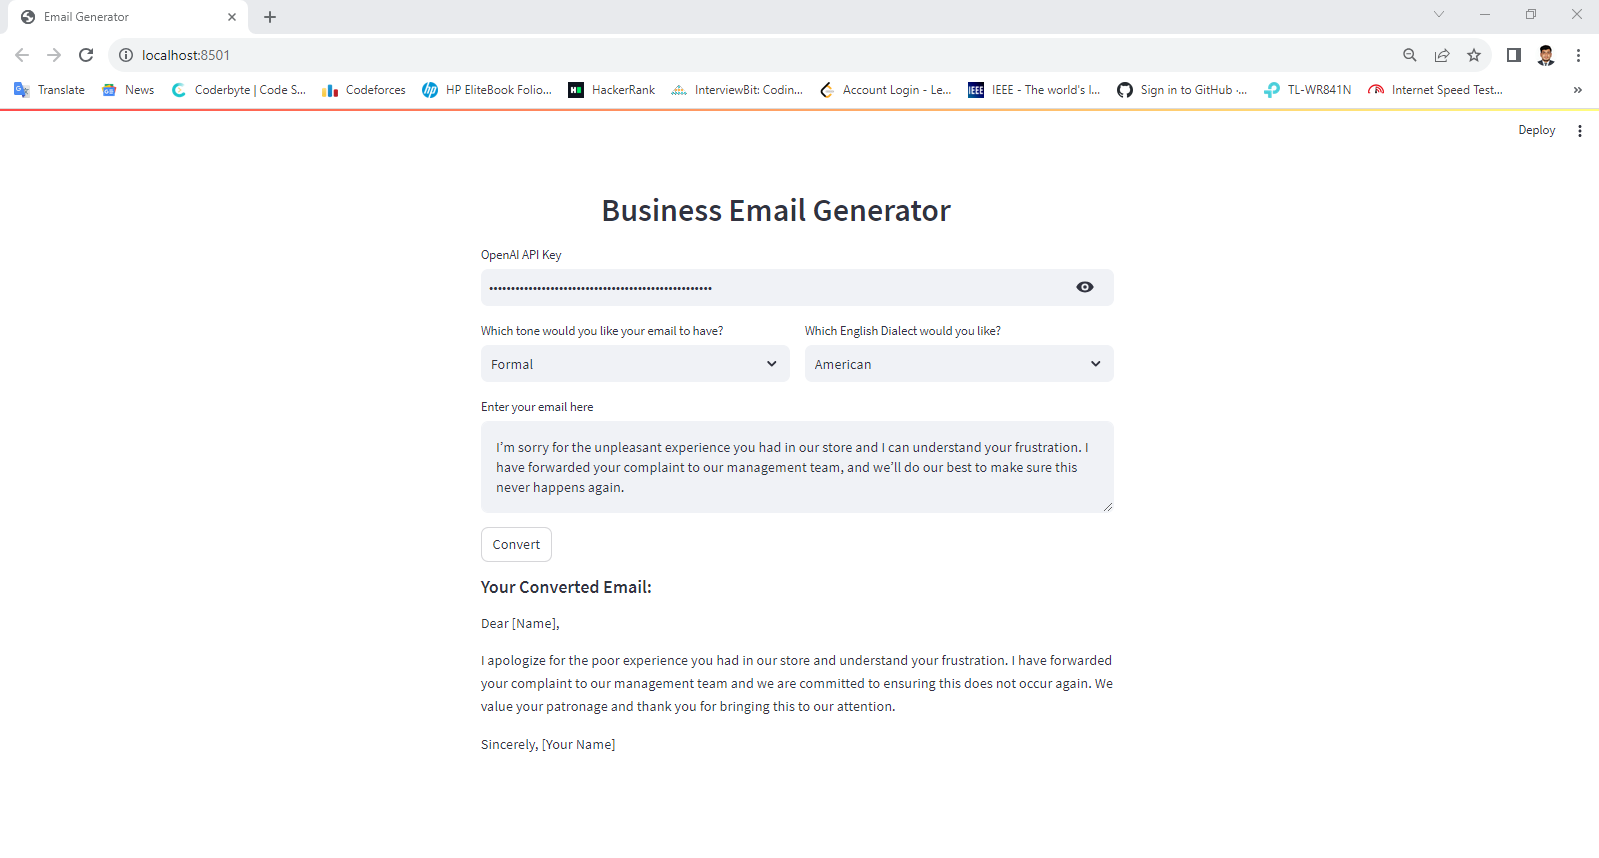 Email Generator
localhost:8501
Translate News Coderbyte | Code S... Codeforces HP EliteBook Folio... HackerRank InterviewBit: Codin... Account Login - Le... IEEE IEEE - The world's l... Sign in to GitHub ·... TL-WR841N Internet Speed Test... »
Deploy
Business Email Generator
OpenAI API Key
••••••••••••••••••••••••••••••••••••••••••••••••••••
Which tone would you like your email to have? Which English Dialect would you like?
Formal American
Enter your email here
I’m sorry for the unpleasant experience you had in our store and I can understand your frustration. I
have forwarded your complaint to our management team, and we’ll do our best to make sure this
never happens again.
Convert
Your Converted Email:
Dear [Name],
I apologize for the poor experience you had in our store and understand your frustration. I have forwarded
your complaint to our management team and we are committed to ensuring this does not occur again. We
value your patronage and thank you for bringing this to our attention.
Sincerely, [Your Name]